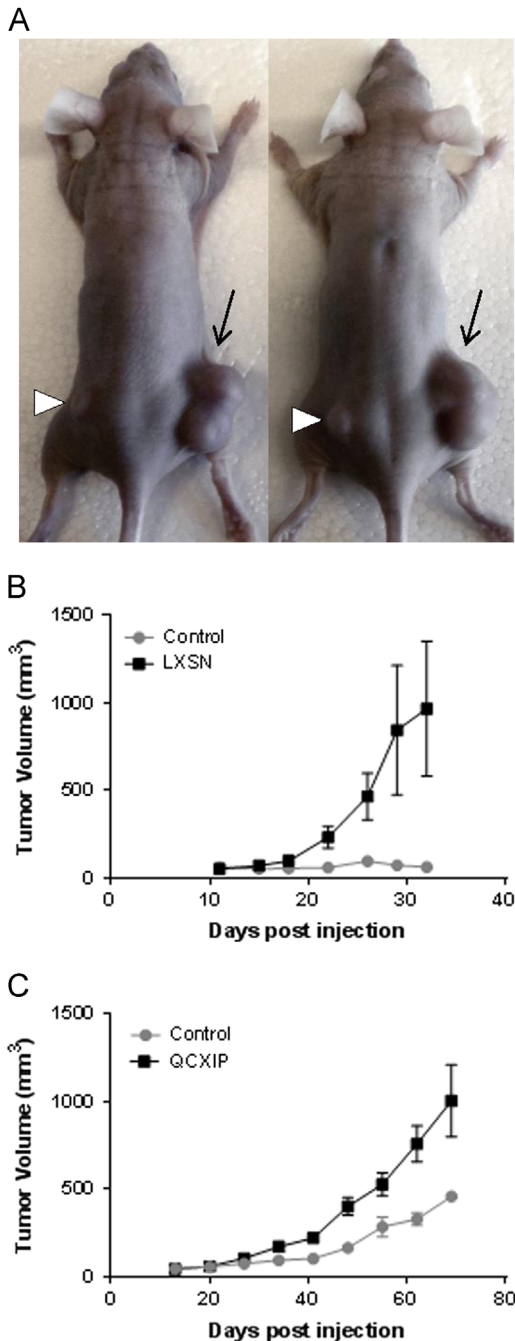 A
B
1500
1000
500
0
Tumor Volume (mm3)
Control
LXSN
0
10
20
30
40
Days post injection
C
1500
1000
500
0
Tumor Volume (mm3)
Control
QCXIP
0
20
40
60
80
Days post injection